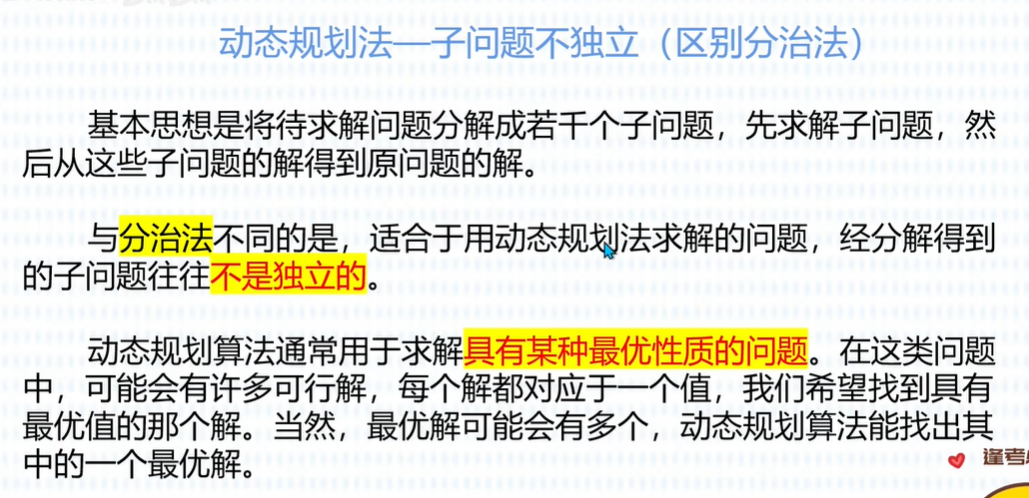 动态规划法—子问题不独立（区别分治法）
基本思想是将待求解问题分解成若干个子问题，先求解子问题，然
后从这些子问题的解得到原问题的解。
与分治法不同的是，适合于用动态规划法求解的问题，经分解得到
的子问题往往不是独立的。
动态规划算法通常用于求解具有某种最优性质的问题。在这类问题
中，可能会有许多可行解，每个解都对应于一个值，我们希望找到具有
最优值的那个解。当然，最优解可能会有多个，动态规划算法能找出其
中的一个最优解。
逢考